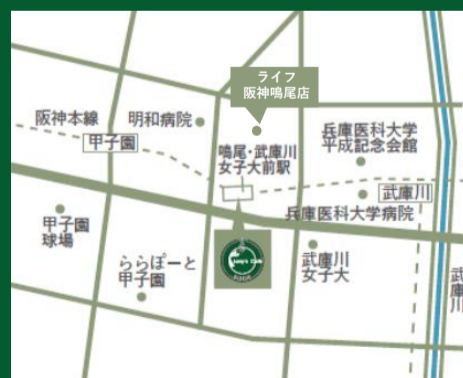 ライフ
阪神鳴尾店
阪神本線
明和病院
甲子園
鳴尾・武庫川
女子大前駅
兵庫医科大学
平成記念会館
武庫川
兵庫医科大学病院
甲子園
球場
ららぽーと
甲子園
武庫川
女子大
武庫川